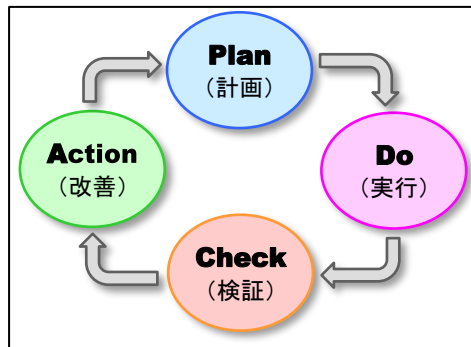 Plan
（計画）
Do
（実行）
Check
（検証）
Action
（改善）